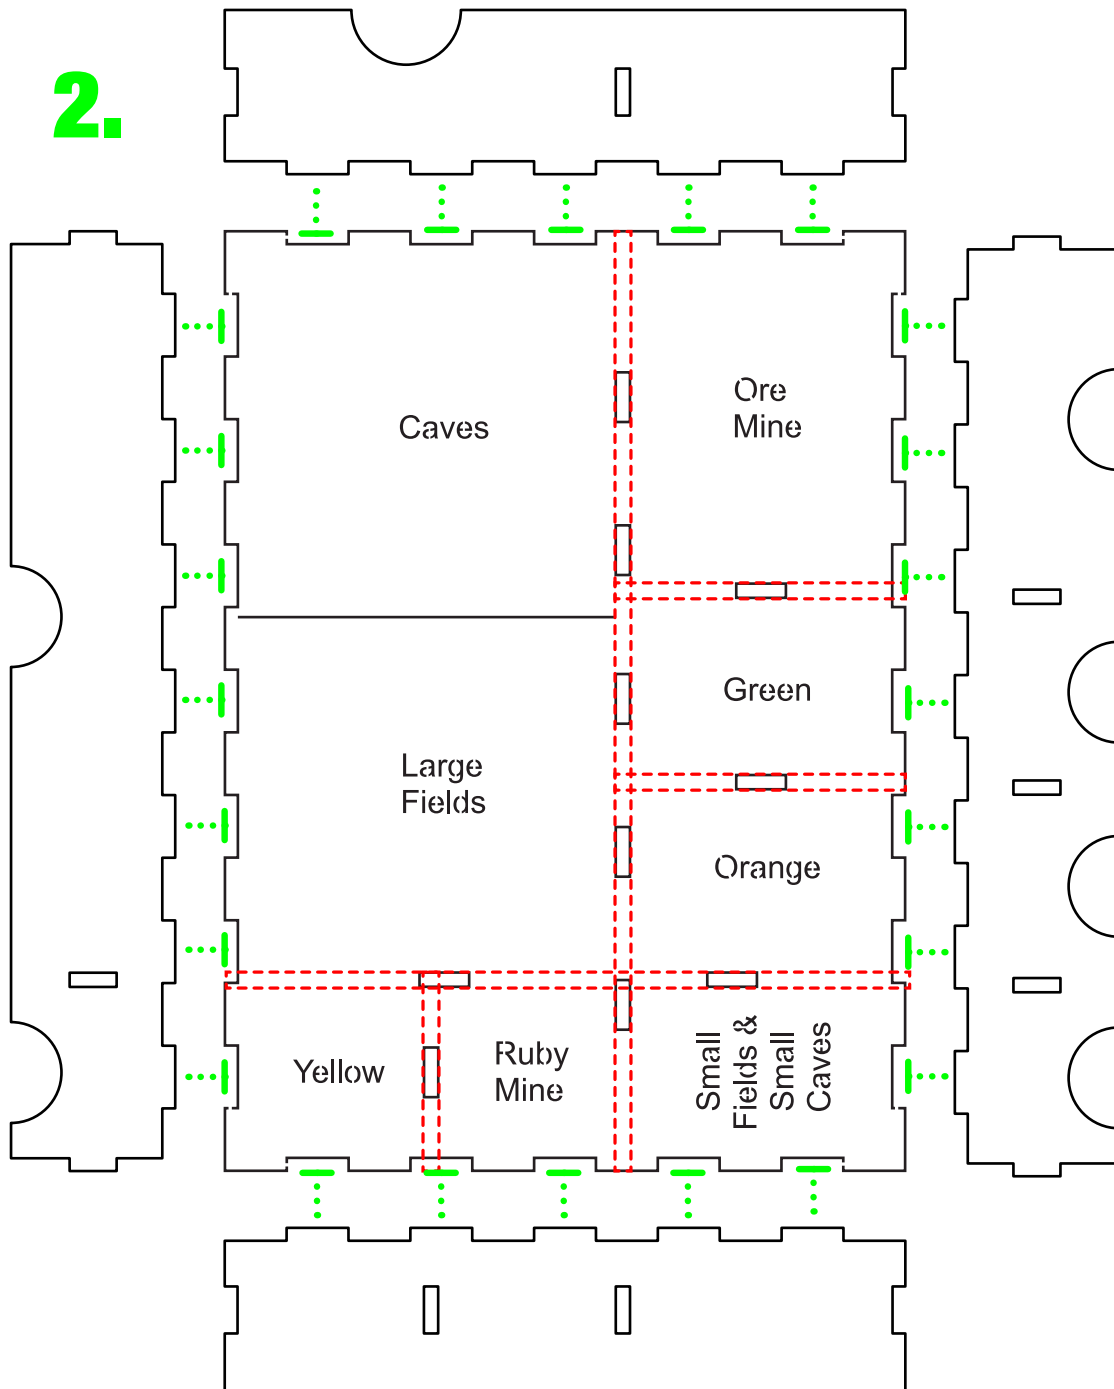 2.
Caves
Ore
Mine
Green
Large
Fields
Orange
Yellow
Ruby
Mine
Small
Fields &
Small
Caves